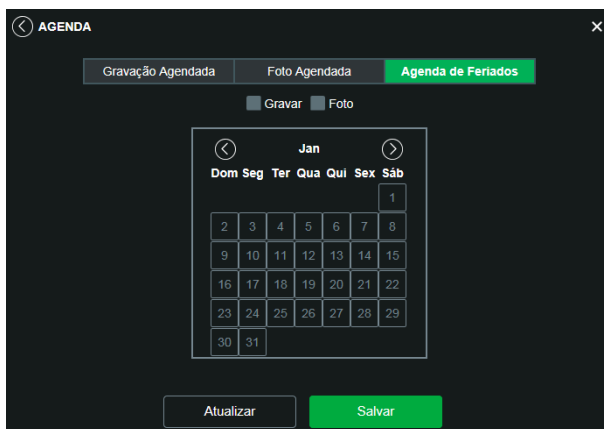 AGENDA
Gravação Agendada Foto Agendada Agenda de Feriados
Gravar Foto
Jan
Dom Seg Ter Qua Qui Sex Sáb
1
2 3 4 5 6 7 8
9 10 11 12 13 14 15
16 17 18 19 20 21 22
23 24 25 26 27 28 29
30 31
Atualizar Salvar